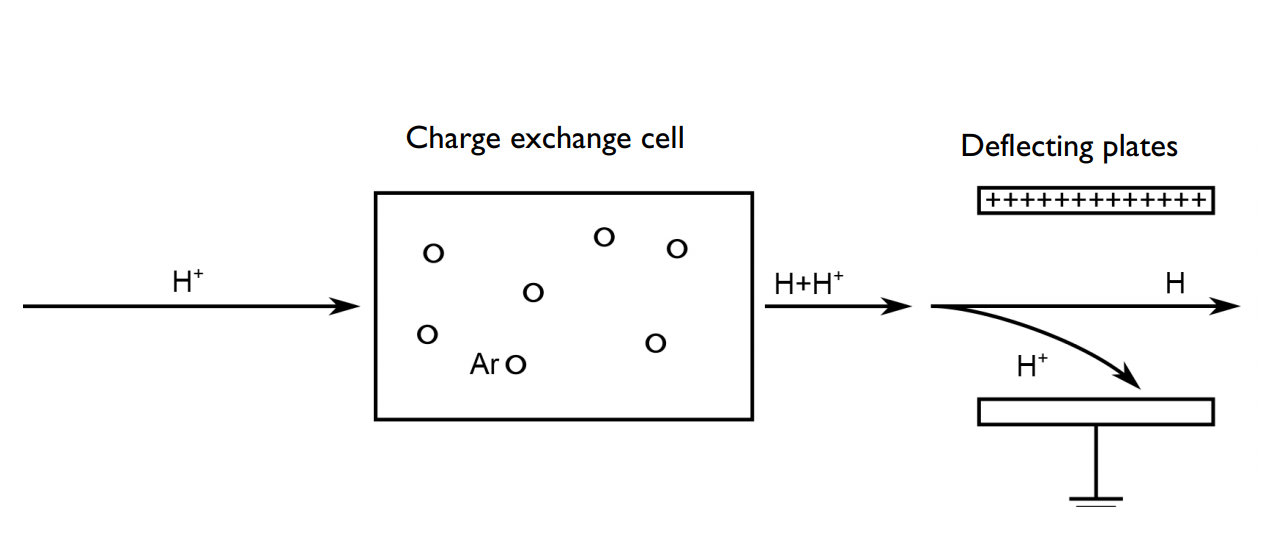 Charge exchange cell
Deflecting plates
+++++++++++++
H⁺
H+H⁺
H
H⁺
Ar